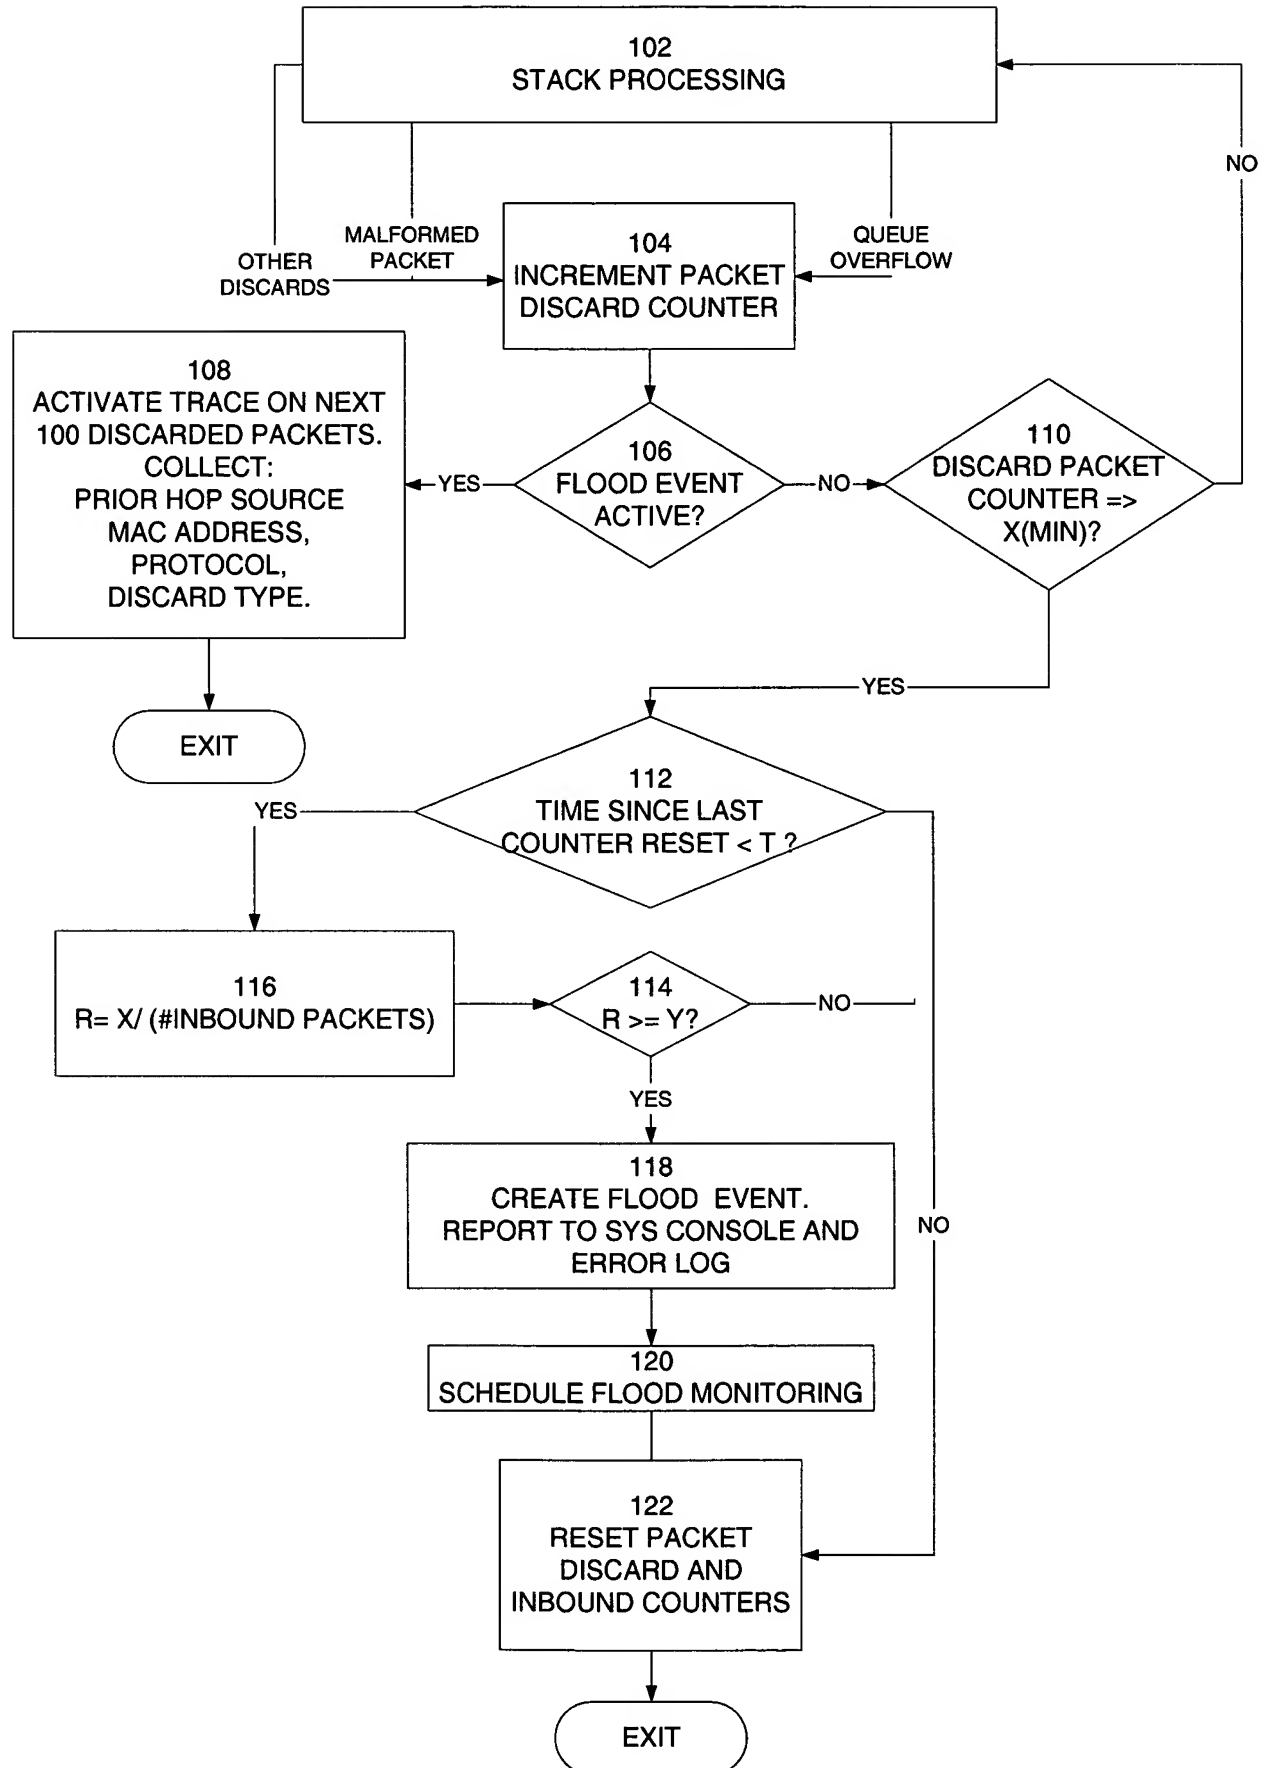 102
STACK PROCESSING
NO
MALFORMED
PACKET
QUEUE
OVERFLOW
OTHER
DISCARDS
104
INCREMENT PACKET
DISCARD COUNTER
108
ACTIVATE TRACE ON NEXT
100 DISCARDED PACKETS.
COLLECT:
PRIOR HOP SOURCE
MAC ADDRESS,
PROTOCOL,
DISCARD TYPE.
YES
106
FLOOD EVENT
ACTIVE?
NO
110
DISCARD PACKET
COUNTER =>
X(MIN)?
YES
EXIT
112
TIME SINCE LAST
COUNTER RESET < T ?
YES
116
R= X/ (#INBOUND PACKETS)
114
R >= Y?
NO
YES
118
CREATE FLOOD EVENT.
REPORT TO SYS CONSOLE AND
ERROR LOG
NO
120
SCHEDULE FLOOD MONITORING
122
RESET PACKET
DISCARD AND
INBOUND COUNTERS
EXIT